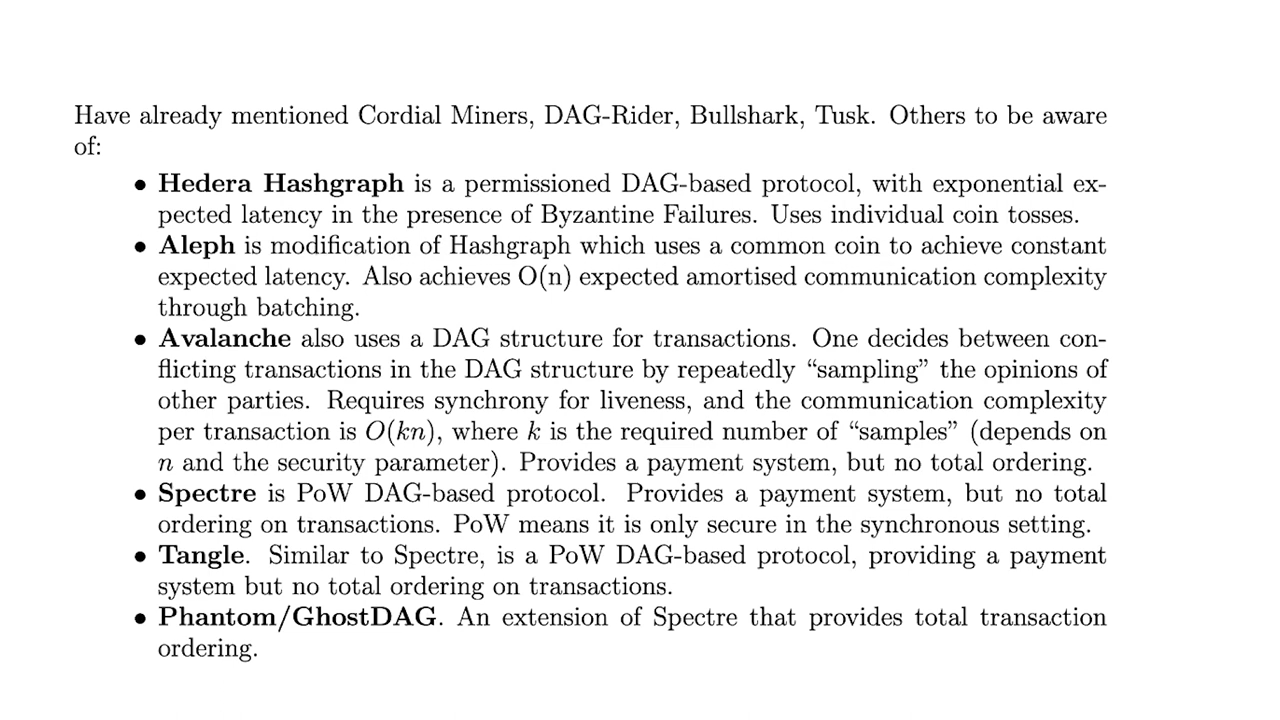 Have already mentioned Cordial Miners, DAG-Rider, Bullshark, Tusk. Others to be aware
of:
• Hedera Hashgraph is a permissioned DAG-based protocol, with exponential ex-
pected latency in the presence of Byzantine Failures. Uses individual coin tosses.
• Aleph is modification of Hashgraph which uses a common coin to achieve constant
expected latency. Also achieves O(n) expected amortised communication complexity
through batching.
• Avalanche also uses a DAG structure for transactions. One decides between con-
flicting transactions in the DAG structure by repeatedly “sampling” the opinions of
other parties. Requires synchrony for liveness, and the communication complexity
per transaction is O(kn), where k is the required number of “samples” (depends on
n and the security parameter). Provides a payment system, but no total ordering.
• Spectre is PoW DAG-based protocol. Provides a payment system, but no total
ordering on transactions. PoW means it is only secure in the synchronous setting.
• Tangle. Similar to Spectre, is a PoW DAG-based protocol, providing a payment
system but no total ordering on transactions.
• Phantom/GhostDAG. An extension of Spectre that provides total transaction
ordering.